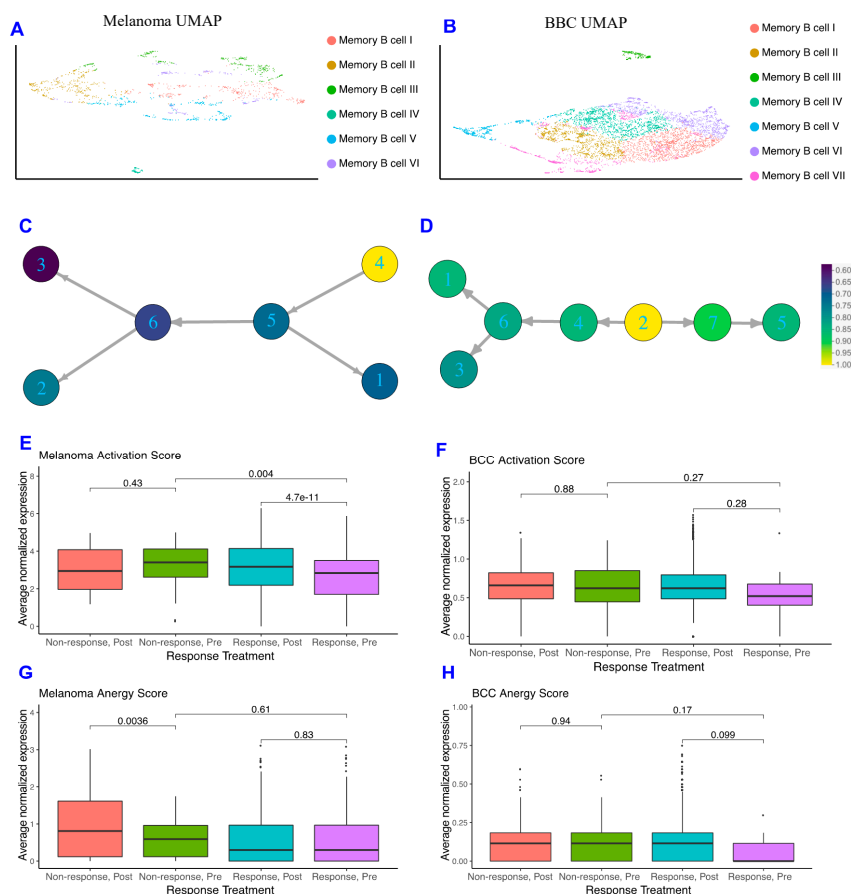 A
Melanoma UMAP
Memory B cell I
Memory B cell II
Memory B cell III
Memory B cell IV
Memory B cell V
Memory B cell VI
B
BBC UMAP
Memory B cell I
Memory B cell II
Memory B cell III
Memory B cell IV
Memory B cell V
Memory B cell VI
Memory B cell VII
C
3
4
6
5
2
1
D
1
6
4
2
7
5
3
0.60
0.65
0.70
0.75
0.80
0.85
0.90
0.95
1.00
E
Melanoma Activation Score
Average normalized expression
8
6
4
2
0
0.43
0.004
4.7e-11
Non-response, Post
Non-response, Pre
Response, Post
Response, Pre
Response Treatment
F
BCC Activation Score
Average normalized expression
2.0
1.5
1.0
0.5
0.0
0.88
0.27
0.28
Non-response, Post
Non-response, Pre
Response, Post
Response, Pre
Response Treatment
G
Melanoma Anergy Score
Average normalized expression
4
3
2
1
0
0.0036
0.61
0.83
Non-response, Post
Non-response, Pre
Response, Post
Response, Pre
Response Treatment
H
BCC Anergy Score
Average normalized expression
1.00
0.75
0.50
0.25
0.00
0.94
0.17
0.099
Non-response, Post
Non-response, Pre
Response, Post
Response, Pre
Response Treatment